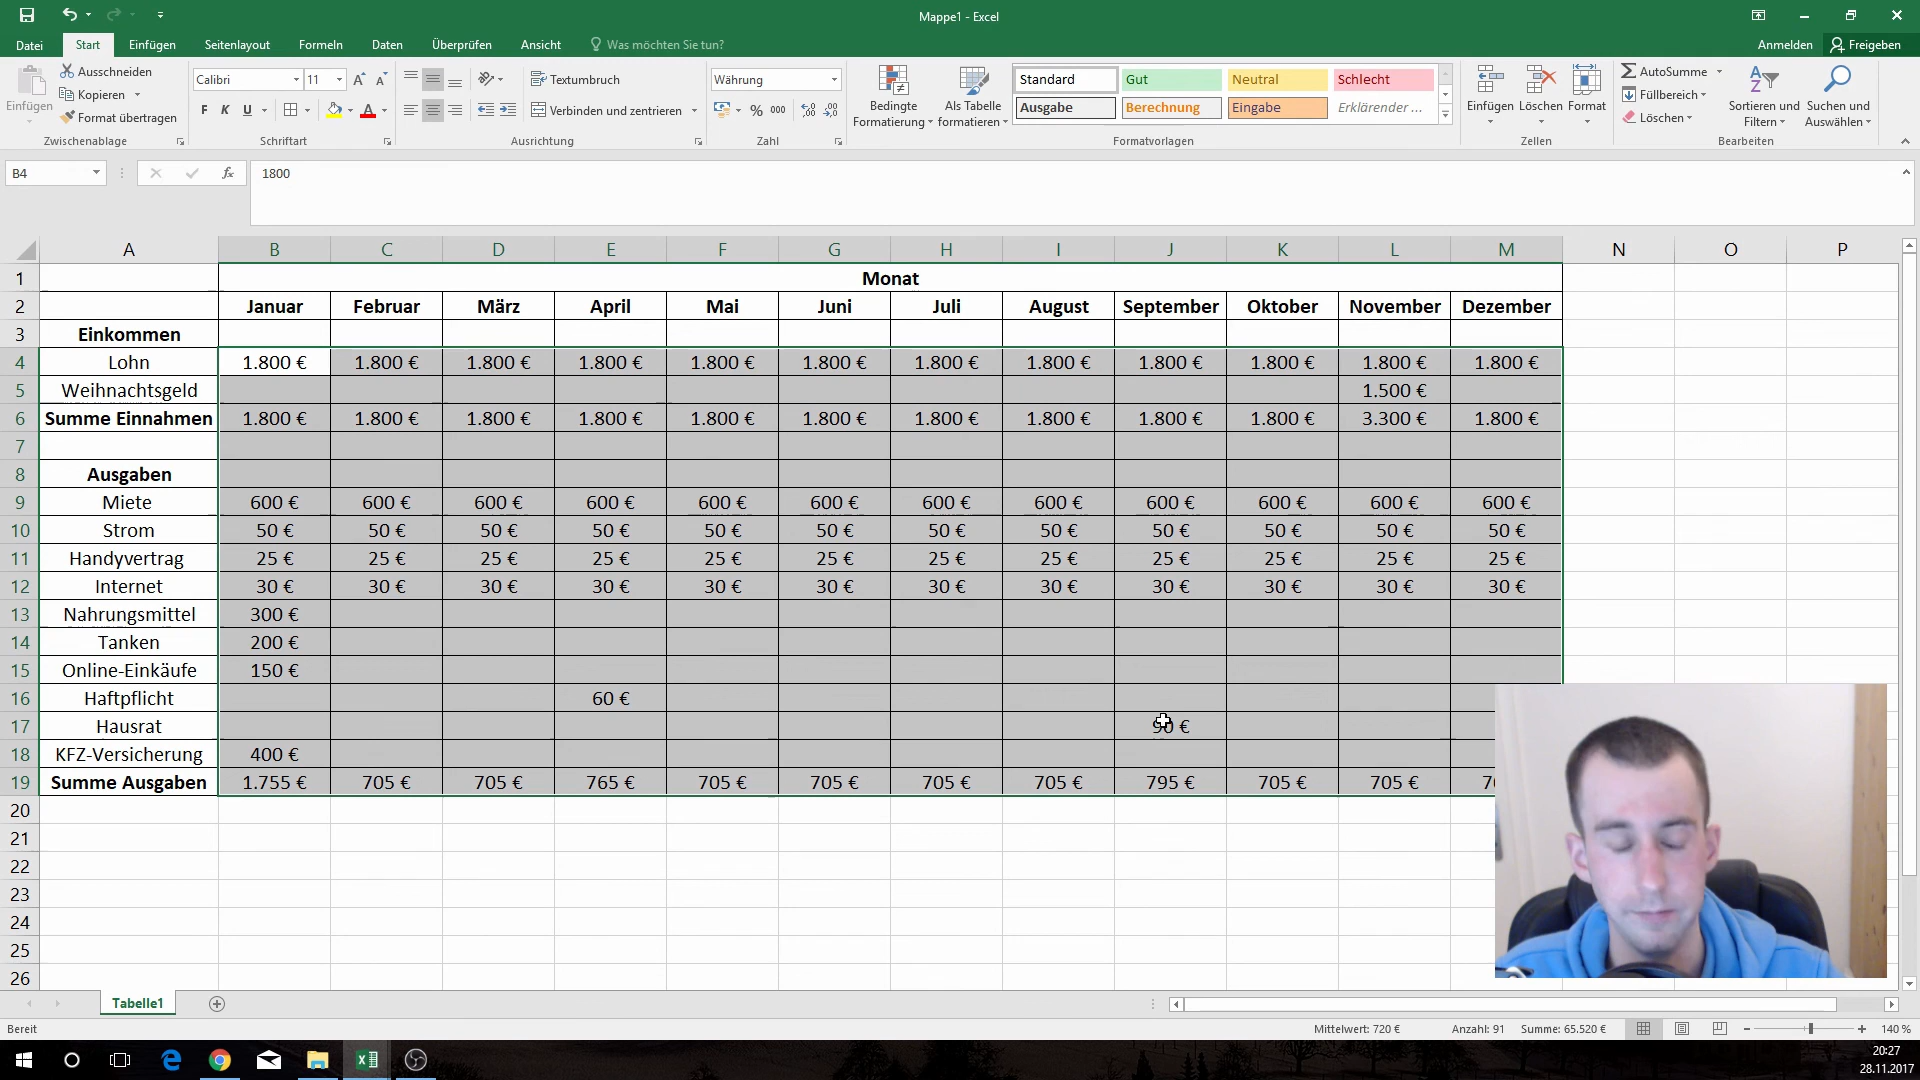 Mappe1 - Excel
Datei Start Einfügen Seitenlayout Formeln Daten Überprüfen Ansicht Was möchten Sie tun? Anmelden Freigeben
Einfügen Ausschneiden Kopieren Format übertragen
Calibri 11
F K U
Textumbruch
Verbinden und zentrieren
Währung
% 000
Bedingte Formatierung
Als Tabelle formatieren
Standard Gut Neutral Schlecht
Ausgabe Berechnung Eingabe Erklärender ...
Einfügen Löschen Format
AutoSumme
Füllbereich
Löschen
Sortieren und Filtern
Suchen und Auswählen
Zwischenablage Schriftart Ausrichtung Zahl Formatvorlagen Zellen Bearbeiten
B4 fx 1800
A B C D E F G H I J K L M N O P
1 Monat
2 Januar Februar März April Mai Juni Juli August September Oktober November Dezember
3 Einkommen
4 Lohn 1.800 € 1.800 € 1.800 € 1.800 € 1.800 € 1.800 € 1.800 € 1.800 € 1.800 € 1.800 € 1.800 € 1.800 €
5 Weihnachtsgeld 1.500 €
6 Summe Einnahmen 1.800 € 1.800 € 1.800 € 1.800 € 1.800 € 1.800 € 1.800 € 1.800 € 1.800 € 1.800 € 3.300 € 1.800 €
7
8 Ausgaben
9 Miete 600 € 600 € 600 € 600 € 600 € 600 € 600 € 600 € 600 € 600 € 600 € 600 €
10 Strom 50 € 50 € 50 € 50 € 50 € 50 € 50 € 50 € 50 € 50 € 50 € 50 €
11 Handyvertrag 25 € 25 € 25 € 25 € 25 € 25 € 25 € 25 € 25 € 25 € 25 € 25 €
12 Internet 30 € 30 € 30 € 30 € 30 € 30 € 30 € 30 € 30 € 30 € 30 € 30 €
13 Nahrungsmittel 300 €
14 Tanken 200 €
15 Online-Einkäufe 150 €
16 Haftpflicht 60 €
17 Hausrat 90 €
18 KFZ-Versicherung 400 €
19 Summe Ausgaben 1.755 € 705 € 705 € 765 € 705 € 705 € 705 € 705 € 795 € 705 € 705 €
20
21
22
23
24
25
26
Tabelle1
Bereit Mittelwert: 720 € Anzahl: 91 Summe: 65.520 € 140 %
20:27
28.11.2017